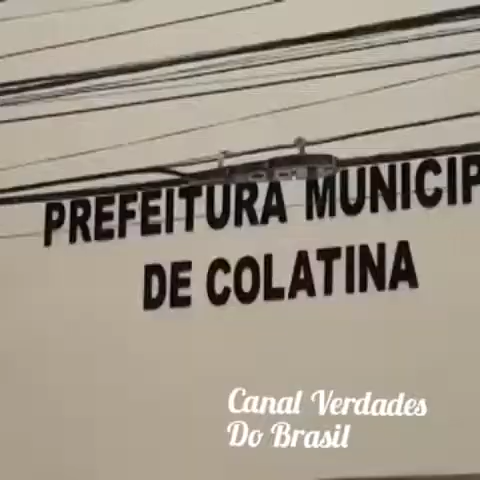 PREFEITURA MUNICIP
DE COLATINA
Canal Verdades
Do Brasil